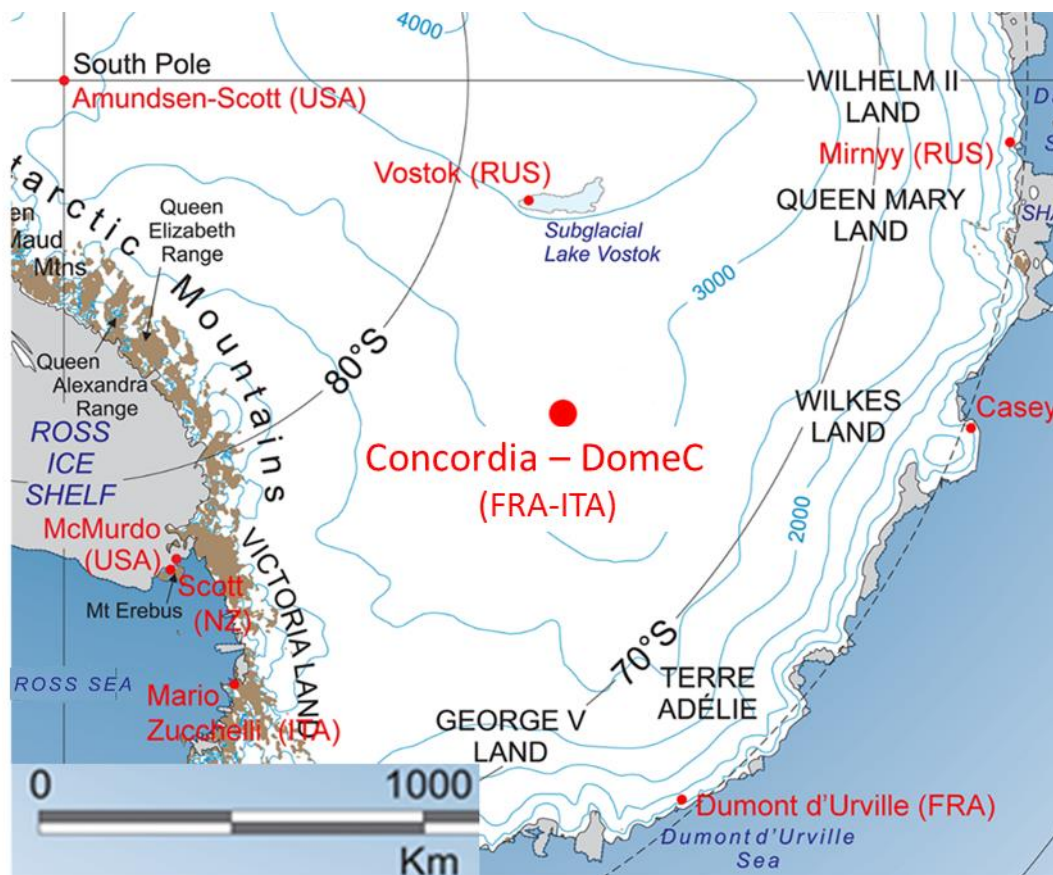 4000
South Pole
Amundsen-Scott (USA)
WILHELM II
LAND
Mirnyy (RUS)
Vostok (RUS)
Subglacial
Lake Vostok
QUEEN MARY
LAND
3000
tarctic Mountains
Queen
Elizabeth
Range
Maud
Mtns
Queen
Alexandra
Range
80°S
ROSS
ICE
SHELF
WILKES
LAND
Casey
Concordia – DomeC
(FRA-ITA)
2000
McMurdo
(USA)
Scott
(NZ)
Mt Erebus
VICTORIA LAND
70°S
ROSS SEA
Mario
Zucchelli (ITA)
TERRE
ADÉLIE
GEORGE V
LAND
Dumont d'Urville (FRA)
Dumont d'Urville
Sea
0 1000
Km